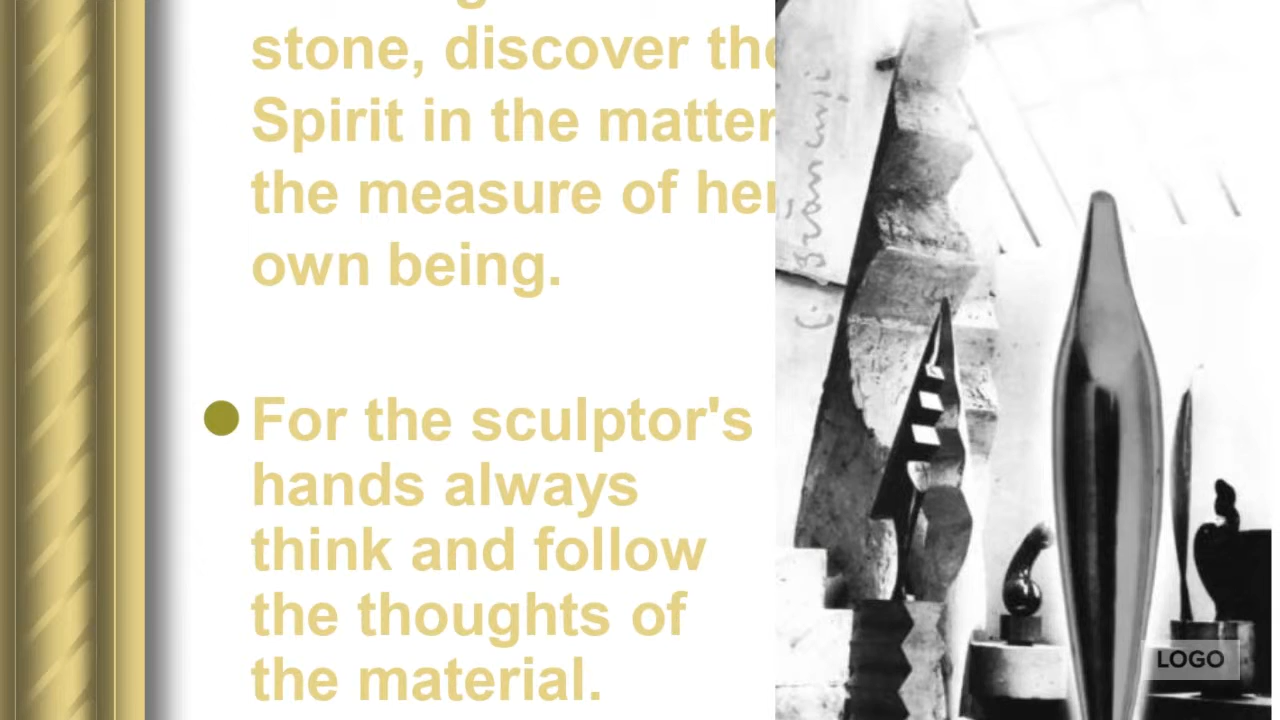 stone, discover the
Spirit in the matter
the measure of her
own being.
For the sculptor's
hands always
think and follow
the thoughts of
the material.
C. Brâncuşi
LOGO